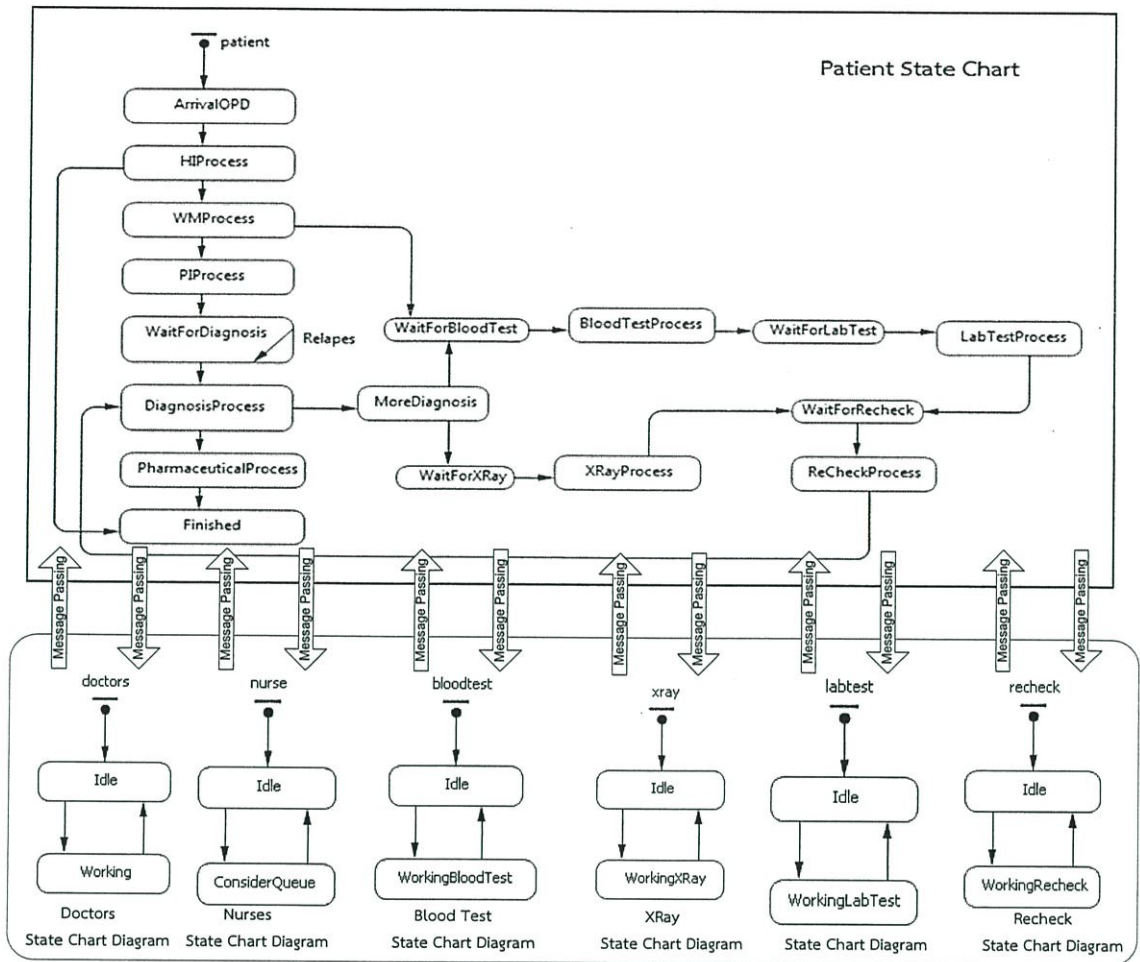 patient
Patient State Chart
ArrivalOPD
HIProcess
WMProcess
PIProcess
WaitForDiagnosis
Relapes
WaitForBloodTest
BloodTestProcess
WaitForLabTest
LabTestProcess
DiagnosisProcess
MoreDiagnosis
WaitForRecheck
PharmaceuticalProcess
WaitForXRay
XRayProcess
ReCheckProcess
Finished
Message Passing
Message Passing
Message Passing
Message Passing
Message Passing
Message Passing
Message Passing
Message Passing
Message Passing
Message Passing
Message Passing
Message Passing
doctors
Idle
Working
Doctors
State Chart Diagram
nurse
Idle
ConsiderQueue
Nurses
State Chart Diagram
bloodtest
Idle
WorkingBloodTest
Blood Test
State Chart Diagram
xray
Idle
WorkingXRay
XRay
State Chart Diagram
labtest
Idle
WorkingLabTest
State Chart Diagram
recheck
Idle
WorkingRecheck
Recheck
State Chart Diagram